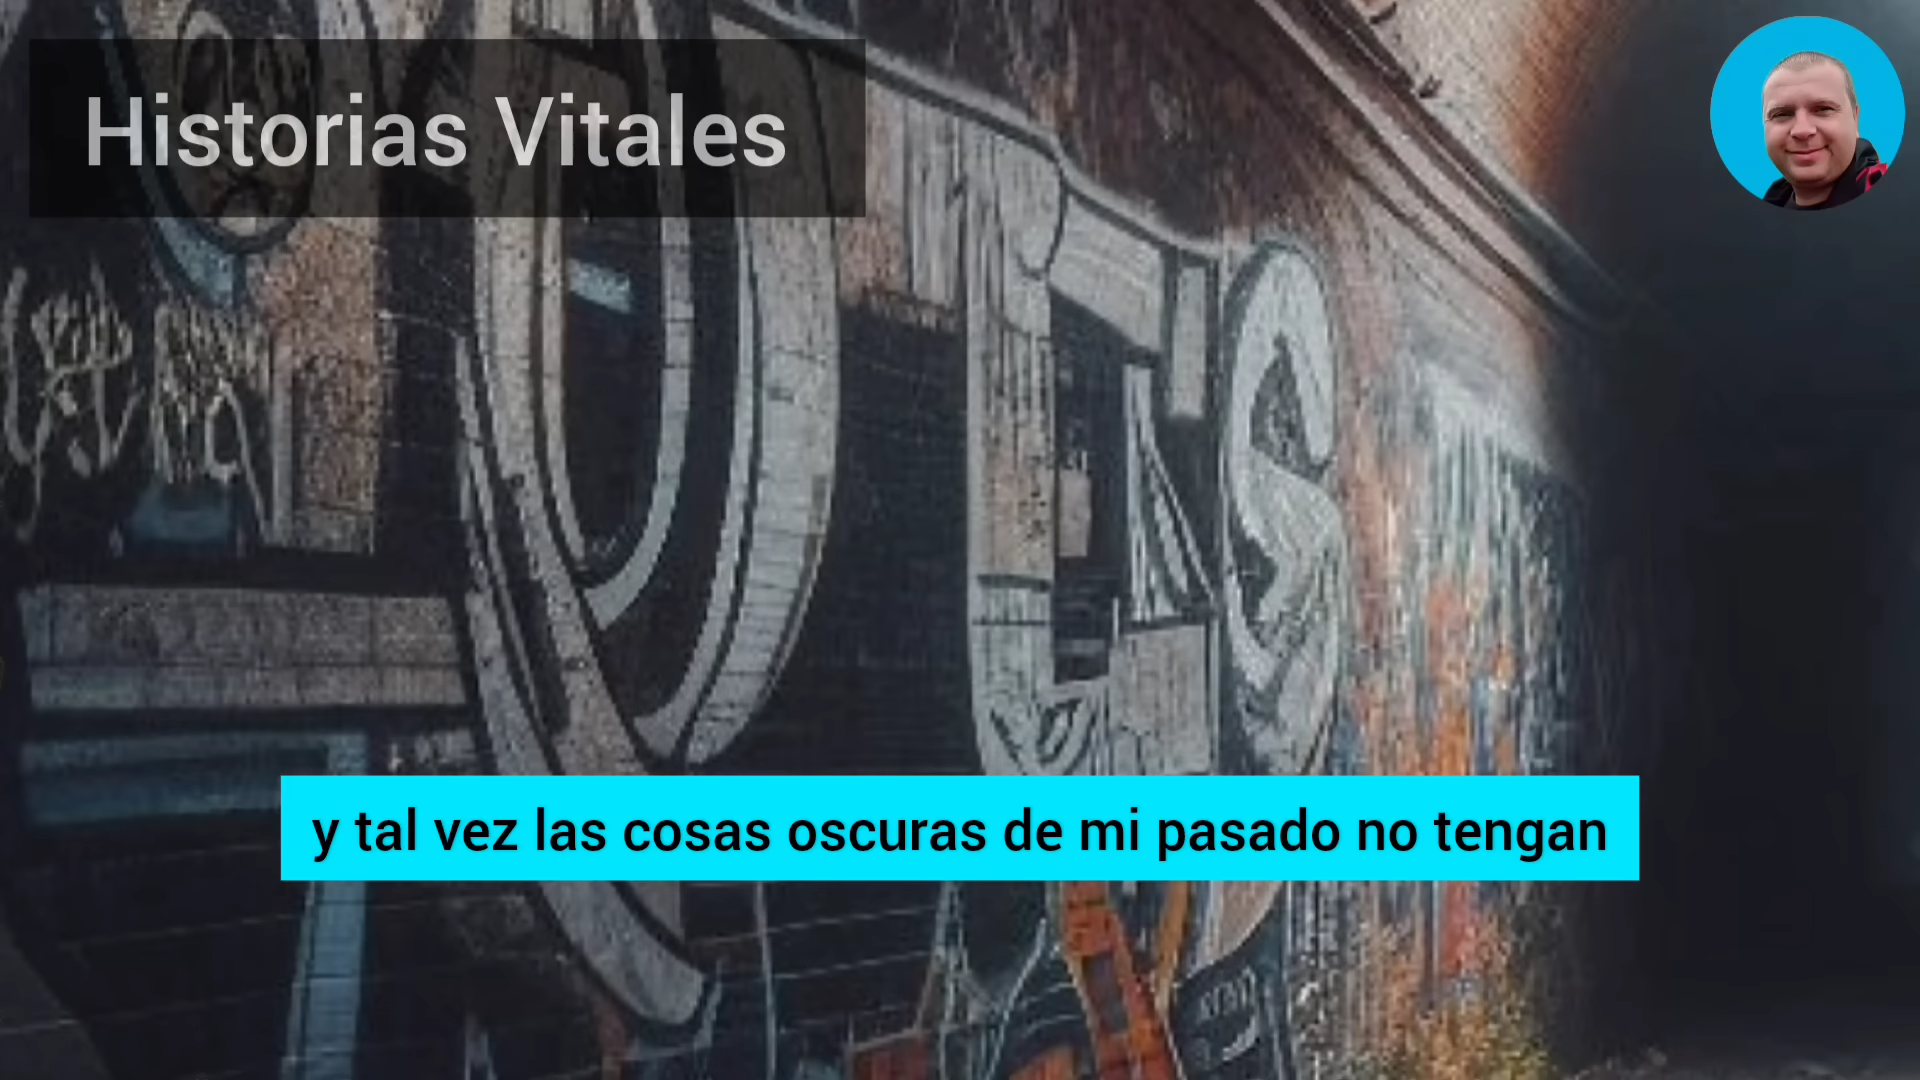 Historias Vitales
y tal vez las cosas oscuras de mi pasado no tengan